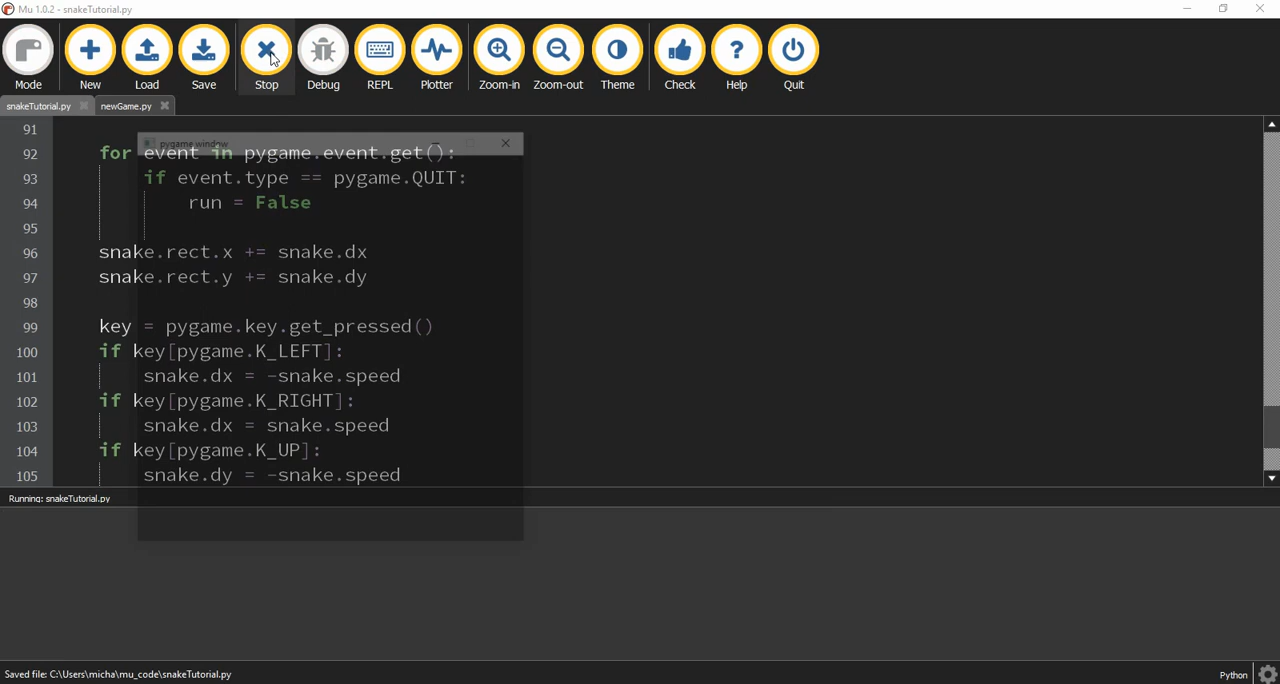 Mu 1.0.2 - snakeTutorial.py
Mode New Load Save Stop Debug REPL Plotter Zoom-in Zoom-out Theme Check Help Quit
snakeTutorial.py newGame.py
91
pygame window
92 for event in pygame.event.get():
93 if event.type == pygame.QUIT:
94 run = False
95
96 snake.rect.x += snake.dx
97 snake.rect.y += snake.dy
98
99 key = pygame.key.get_pressed()
100 if key[pygame.K_LEFT]:
101 snake.dx = -snake.speed
102 if key[pygame.K_RIGHT]:
103 snake.dx = snake.speed
104 if key[pygame.K_UP]:
105 snake.dy = -snake.speed
Running: snakeTutorial.py
Saved file: C:\Users\micha\mu_code\snakeTutorial.py Python